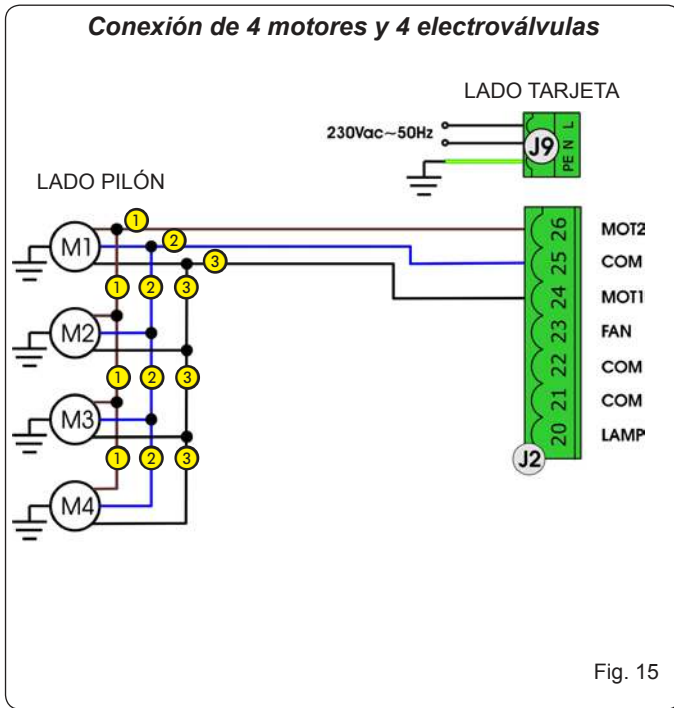 Conexión de 4 motores y 4 electroválvulas
LADO TARJETA
230Vac~50Hz
J9
PE N L
LADO PILÓN
M1
M2
M3
M4
1
2
3
1
2
3
1
2
3
1
2
3
26 MOT2
25 COM
24 MOT1
23 FAN
22 COM
21 COM
20 LAMP
J2
Fig. 15